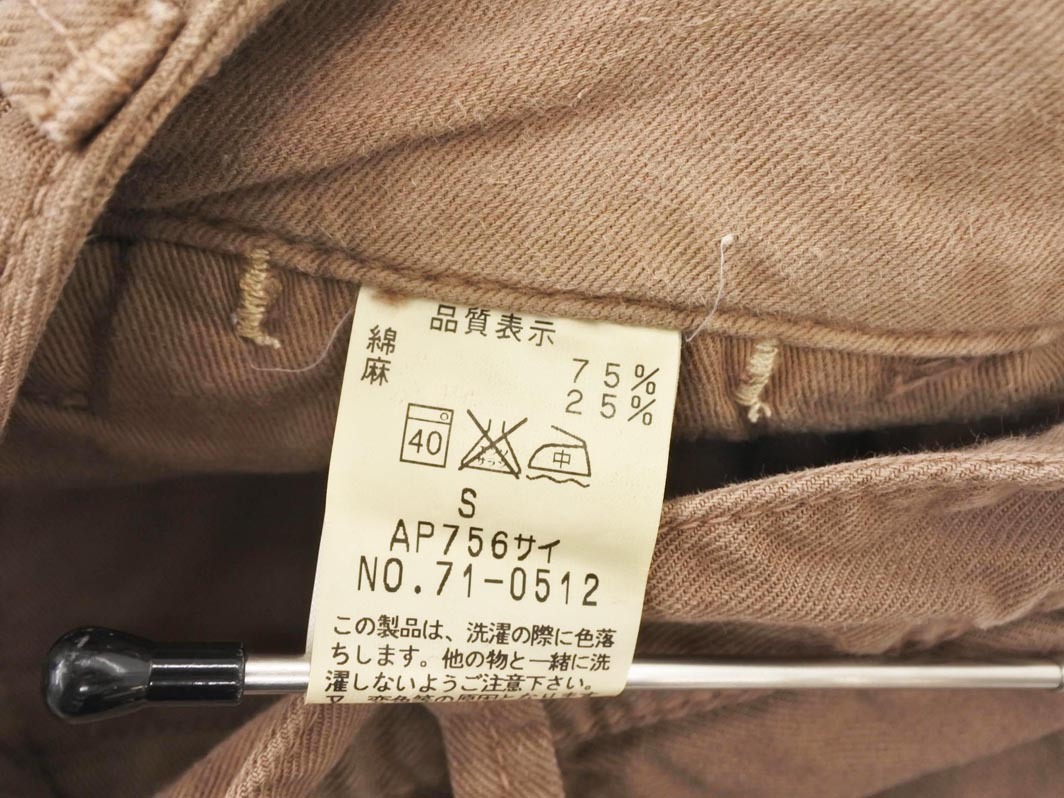 品質表示
綿 75%
麻 25%
40 中
S
AP756サイ
NO.71-0512
この製品は、洗濯の際に色落
ちします。他の物と一緒に洗
濯しないようご注意下さい。